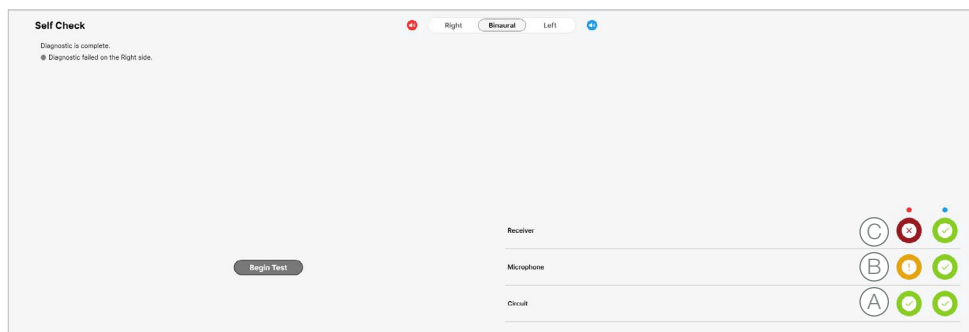 Self Check
Right Binaural Left
Diagnostic is complete.
Diagnostic failed on the Right side.
Receiver C
Begin Test
Microphone B
Circuit A